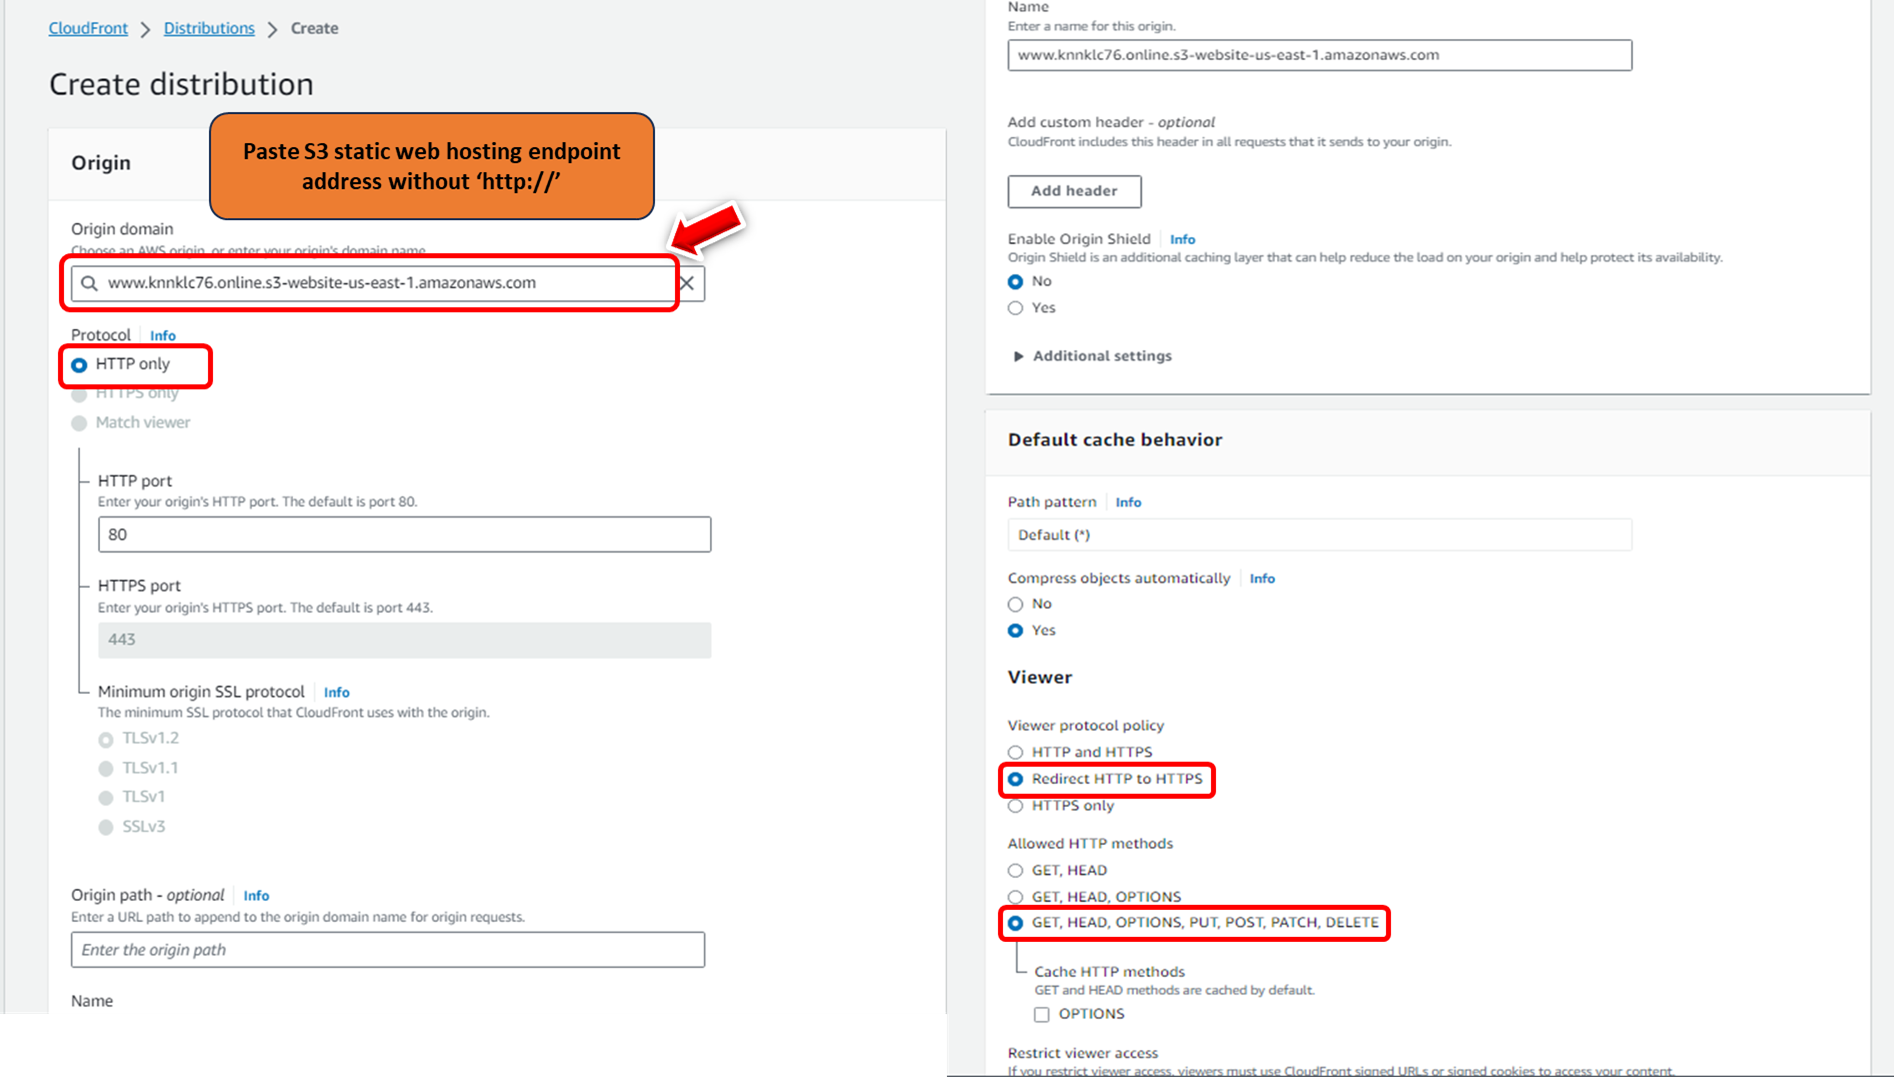 CloudFront > Distributions > Create
Create distribution
Paste S3 static web hosting endpoint
address without ‘http://’
Origin
Origin domain
Choose an AWS origin, or enter your origin's domain name.
www.knnklc76.online.s3-website-us-east-1.amazonaws.com
Protocol Info
HTTP only
HTTPS only
Match viewer
HTTP port
Enter your origin's HTTP port. The default is port 80.
80
HTTPS port
Enter your origin's HTTPS port. The default is port 443.
443
Minimum origin SSL protocol Info
The minimum SSL protocol that CloudFront uses with the origin.
TLSv1.2
TLSv1.1
TLSv1
SSLv3
Origin path - optional Info
Enter a URL path to append to the origin domain name for origin requests.
Enter the origin path
Name
Name
Enter a name for this origin.
www.knnklc76.online.s3-website-us-east-1.amazonaws.com
Add custom header - optional
CloudFront includes this header in all requests that it sends to your origin.
Add header
Enable Origin Shield Info
Origin Shield is an additional caching layer that can help reduce the load on your origin and help protect its availability.
No
Yes
Additional settings
Default cache behavior
Path pattern Info
Default (*)
Compress objects automatically Info
No
Yes
Viewer
Viewer protocol policy
HTTP and HTTPS
Redirect HTTP to HTTPS
HTTPS only
Allowed HTTP methods
GET, HEAD
GET, HEAD, OPTIONS
GET, HEAD, OPTIONS, PUT, POST, PATCH, DELETE
Cache HTTP methods
GET and HEAD methods are cached by default.
OPTIONS
Restrict viewer access
If you restrict viewer access, viewers must use CloudFront signed URLs or signed cookies to access your content.